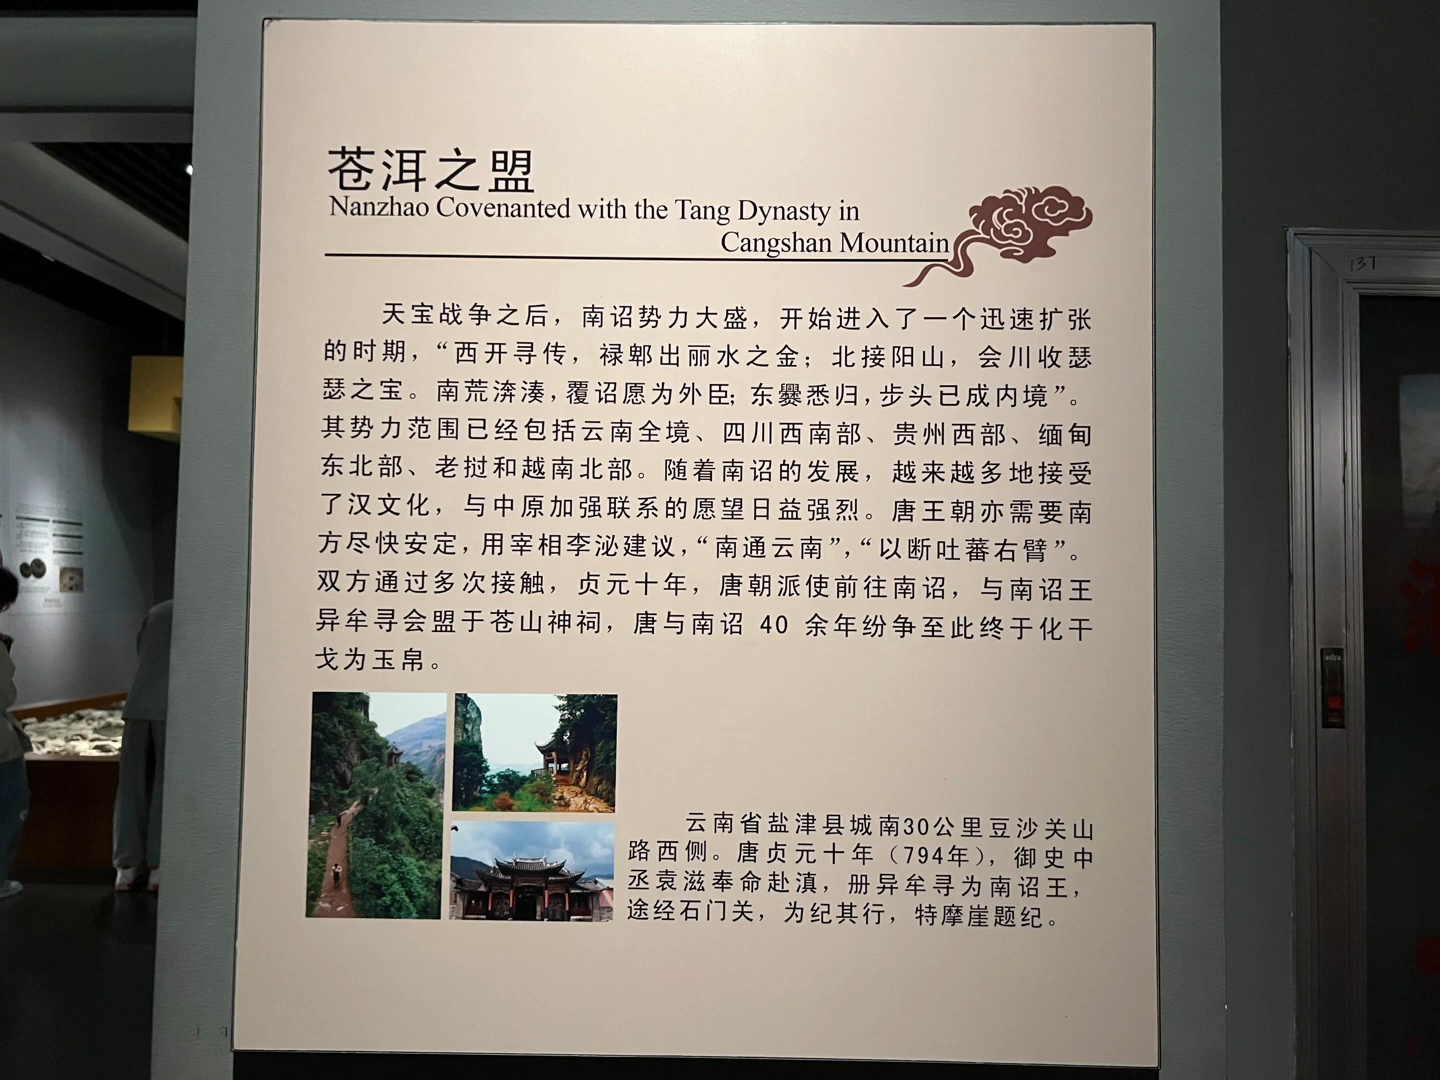 苍洱之盟
Nanzhao Covenanted with the Tang Dynasty in
Cangshan Mountain
天宝战争之后，南诏势力大盛，开始进入了一个迅速扩张
的时期，“西开寻传，禄郫出丽水之金；北接阳山，会川收瑟
瑟之宝。南荒渀湊，覆诏愿为外臣；东爨悉归，步头已成内境”。
其势力范围已经包括云南全境、四川西南部、贵州西部、缅甸
东北部、老挝和越南北部。随着南诏的发展，越来越多地接受
了汉文化，与中原加强联系的愿望日益强烈。唐王朝亦需要南
方尽快安定，用宰相李泌建议，“南通云南”，“以断吐蕃右臂”。
双方通过多次接触，贞元十年，唐朝派使前往南诏，与南诏王
异牟寻会盟于苍山神祠，唐与南诏 40 余年纷争至此终于化干
戈为玉帛。
云南省盐津县城南30公里豆沙关山
路西侧。唐贞元十年（794年），御史中
丞袁滋奉命赴滇，册异牟寻为南诏王，
途经石门关，为纪其行，特摩崖题纪。
137